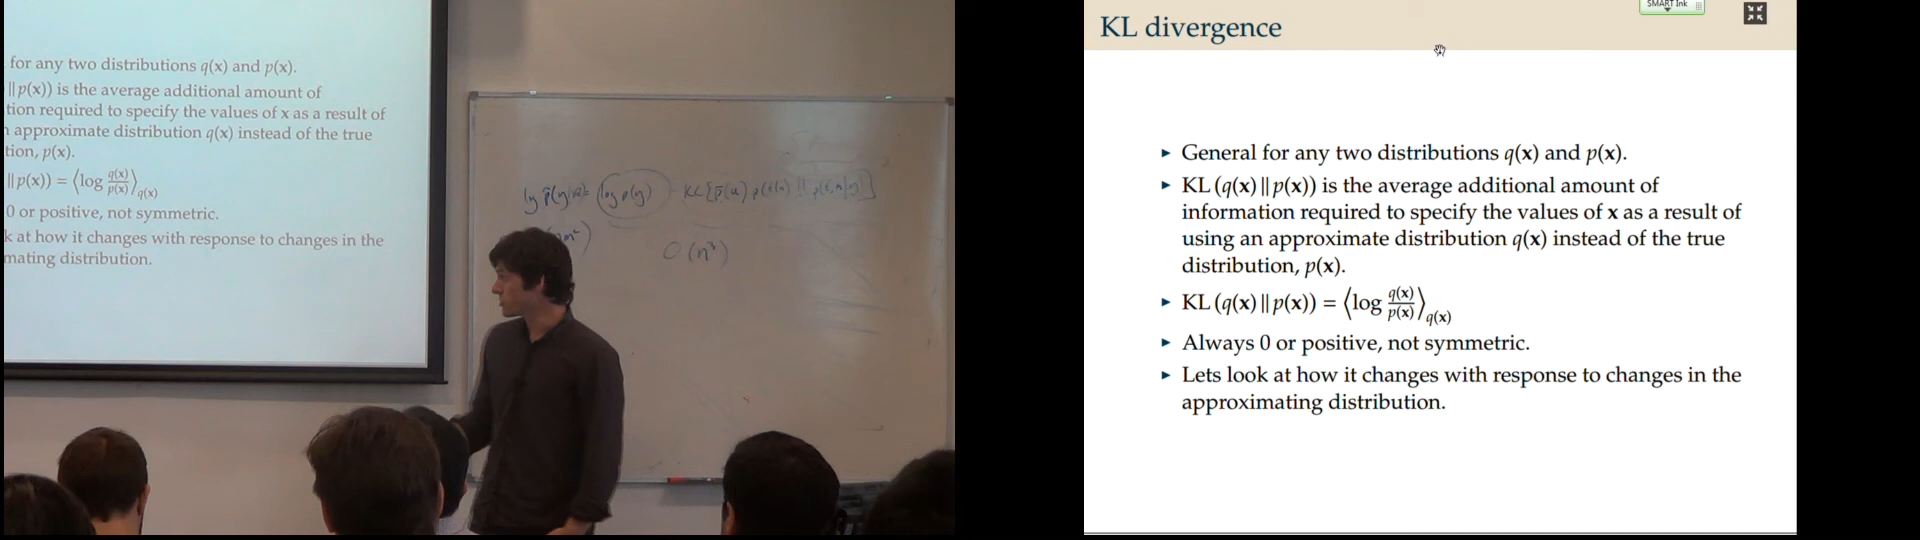 for any two distributions q(x) and p(x).
|| p(x)) is the average additional amount of
tion required to specify the values of x as a result of
approximate distribution q(x) instead of the true
tion, p(x).
|| p(x)) = ⟨log q(x)/p(x)⟩q(x)
0 or positive, not symmetric.
k at how it changes with response to changes in the
mating distribution.
log p(y)
O(n³)
SMART Ink
KL divergence
► General for any two distributions q(x) and p(x).
► KL (q(x) || p(x)) is the average additional amount of
information required to specify the values of x as a result of
using an approximate distribution q(x) instead of the true
distribution, p(x).
► KL (q(x) || p(x)) = ⟨log q(x)/p(x)⟩q(x)
► Always 0 or positive, not symmetric.
► Lets look at how it changes with response to changes in the
approximating distribution.